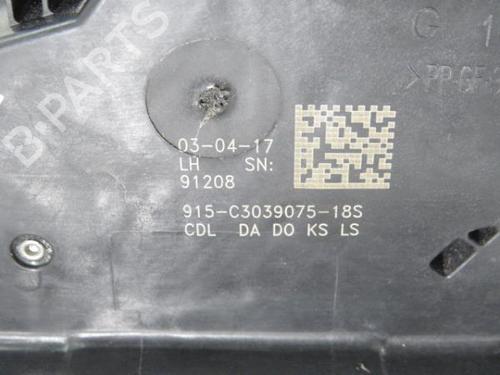 B-PARTS
G 1
>PP-GF
03-04-17
LH SN:
91208
915-C3039075-18S
CDL DA DO KS LS